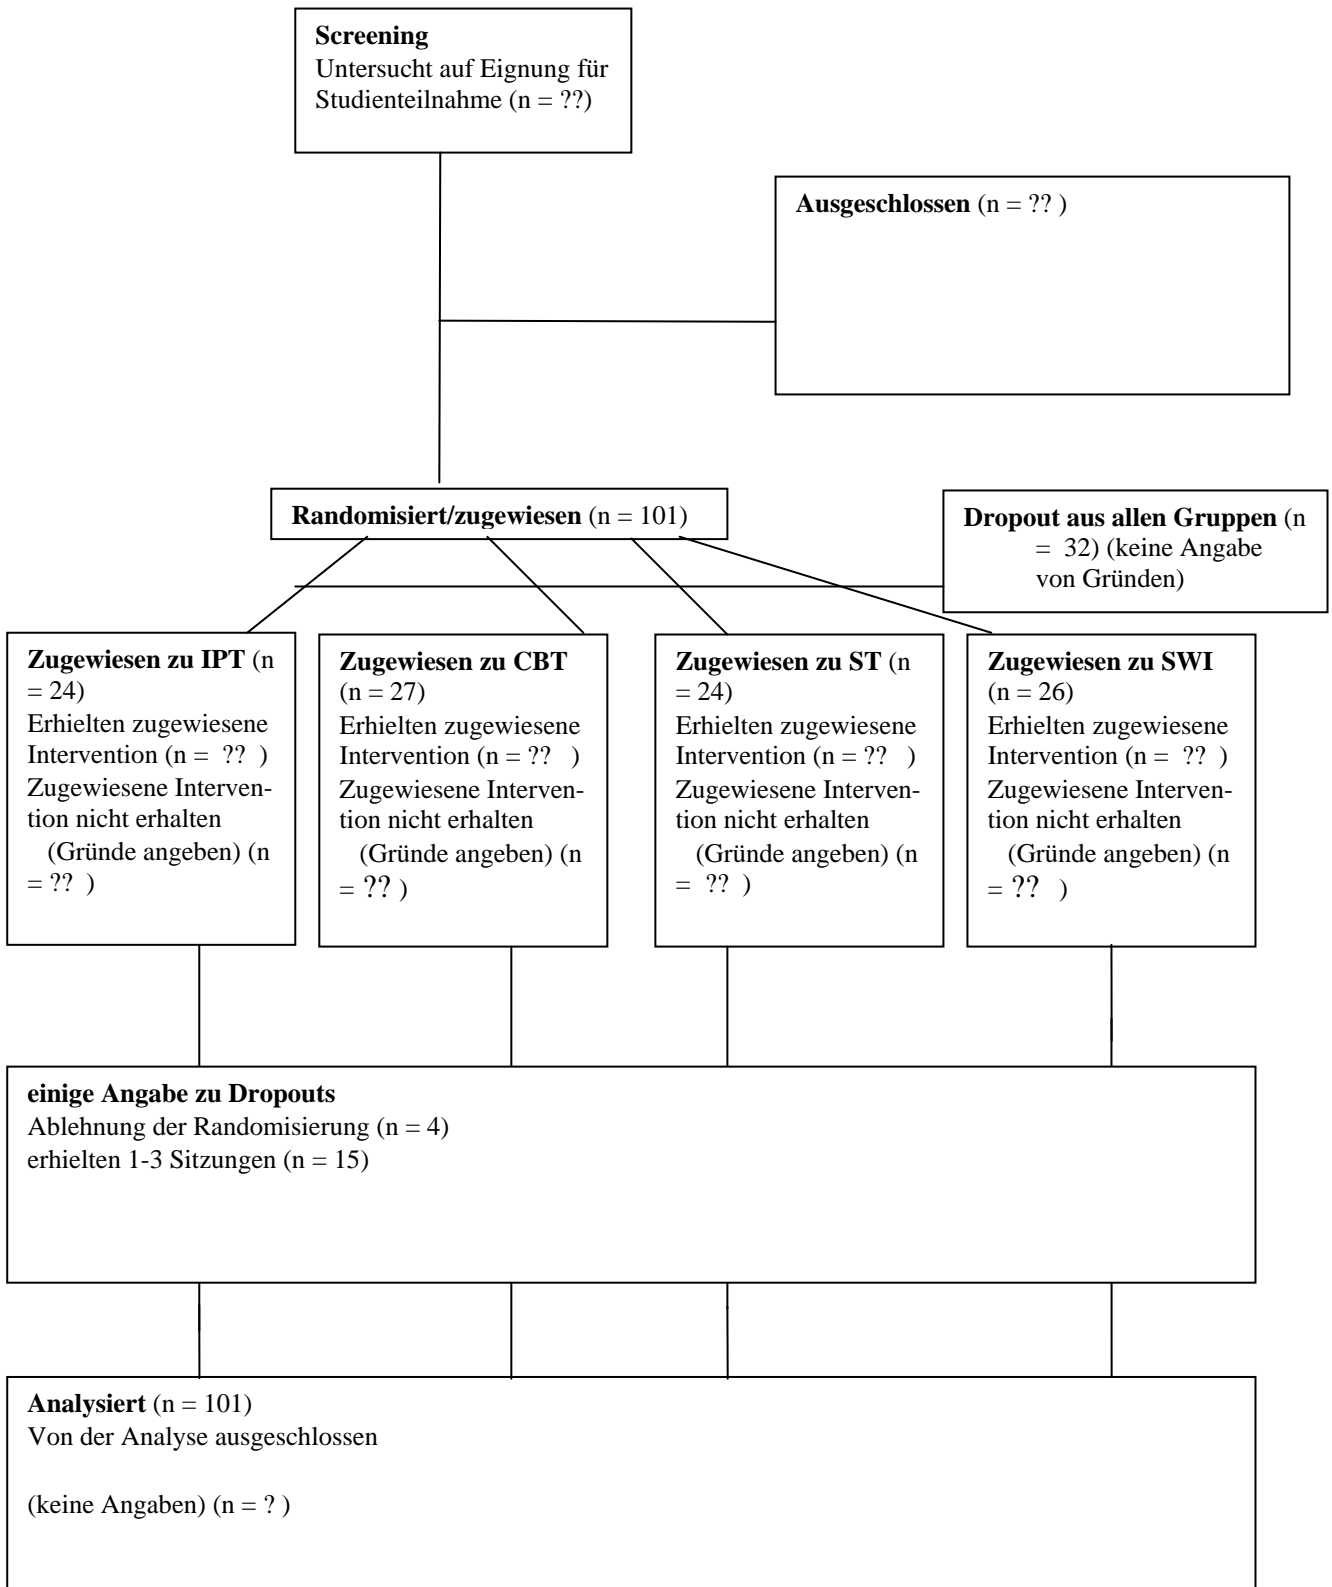 Screening
Untersucht auf Eignung für
Studienteilnahme (n = ??)
Ausgeschlossen (n = ?? )
Randomisiert/zugewiesen (n = 101)
Dropout aus allen Gruppen (n
= 32) (keine Angabe
von Gründen)
Zugewiesen zu IPT (n
= 24)
Erhielten zugewiesene
Intervention (n = ?? )
Zugewiesene Interven-
tion nicht erhalten
(Gründe angeben) (n
= ?? )
Zugewiesen zu CBT
(n = 27)
Erhielten zugewiesene
Intervention (n = ?? )
Zugewiesene Interven-
tion nicht erhalten
(Gründe angeben) (n
= ?? )
Zugewiesen zu ST (n
= 24)
Erhielten zugewiesene
Intervention (n = ?? )
Zugewiesene Interven-
tion nicht erhalten
(Gründe angeben) (n
= ?? )
Zugewiesen zu SWI
(n = 26)
Erhielten zugewiesene
Intervention (n = ?? )
Zugewiesene Interven-
tion nicht erhalten
(Gründe angeben) (n
= ?? )
einige Angabe zu Dropouts
Ablehnung der Randomisierung (n = 4)
erhielten 1-3 Sitzungen (n = 15)
Analysiert (n = 101)
Von der Analyse ausgeschlossen
(keine Angaben) (n = ? )